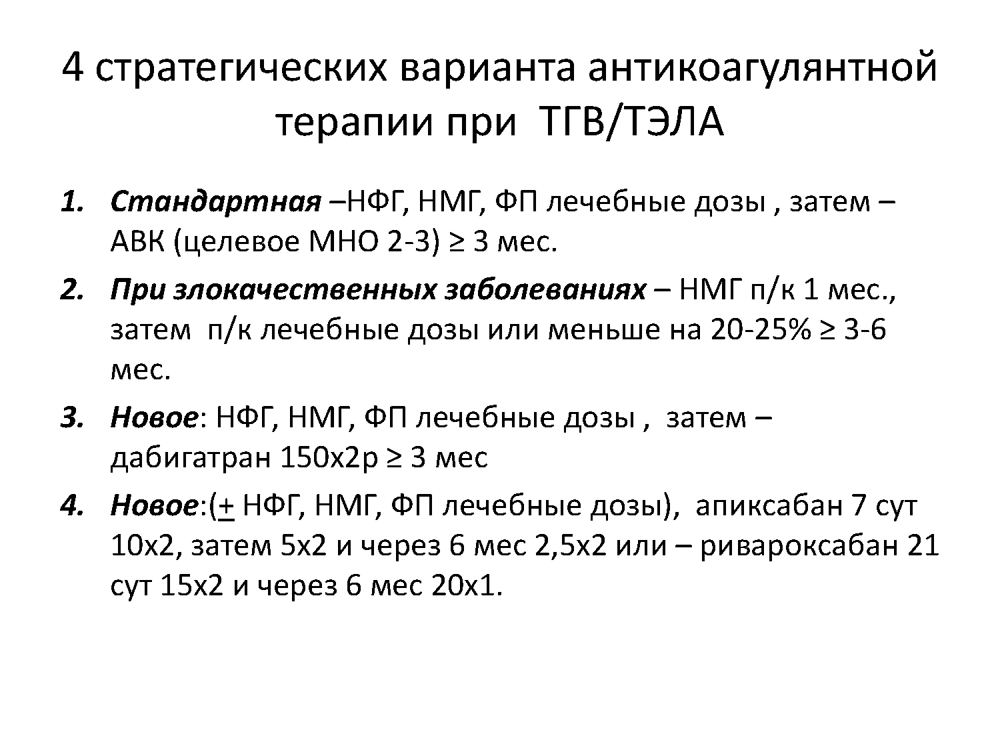 4 стратегических варианта антикоагулянтной
терапии при ТГВ/ТЭЛА
1. Стандартная –НФГ, НМГ, ФП лечебные дозы , затем –
АВК (целевое МНО 2-3) ≥ 3 мес.
2. При злокачественных заболеваниях – НМГ п/к 1 мес.,
затем п/к лечебные дозы или меньше на 20-25% ≥ 3-6
мес.
3. Новое: НФГ, НМГ, ФП лечебные дозы , затем –
дабигатран 150х2р ≥ 3 мес
4. Новое:(+ НФГ, НМГ, ФП лечебные дозы), апиксабан 7 сут
10х2, затем 5х2 и через 6 мес 2,5х2 или – ривароксабан 21
сут 15х2 и через 6 мес 20х1.